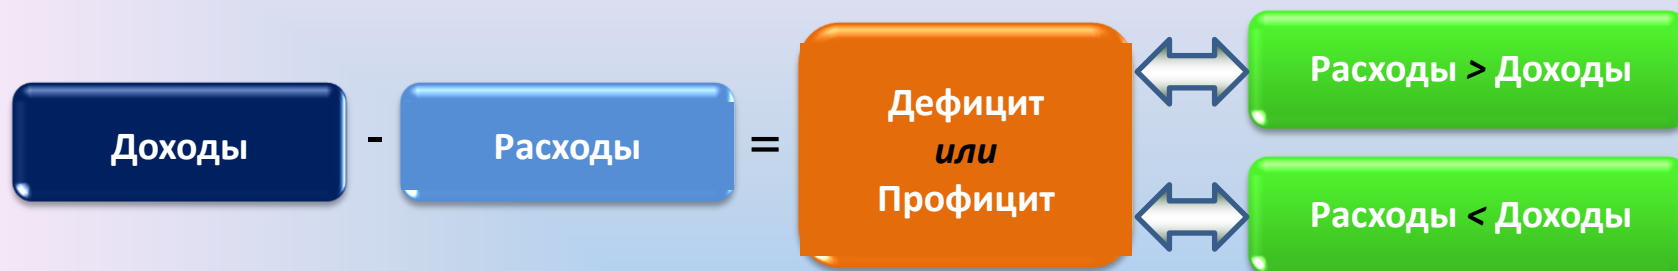 Доходы - Расходы =
Дефицит
или
Профицит
Расходы > Доходы
Расходы < Доходы